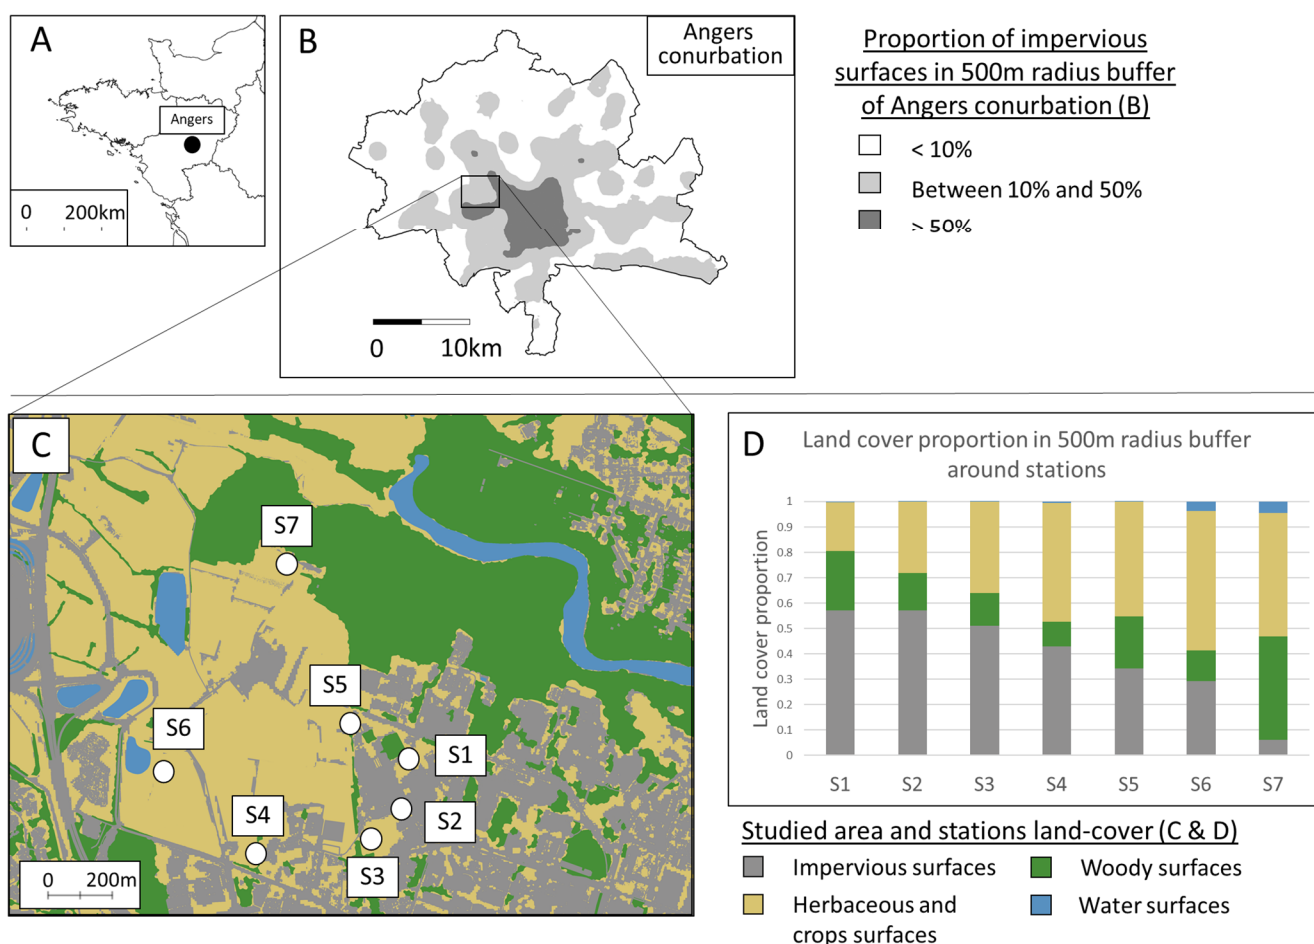 A
Angers
0 200km
B
Angers
conurbation
0 10km
Proportion of impervious
surfaces in 500m radius buffer
of Angers conurbation (B)
< 10%
Between 10% and 50%
> 50%
C
S7
S5
S6
S1
S4
S2
S3
0 200m
D
Land cover proportion in 500m radius buffer
around stations
Land cover proportion
1
0.9
0.8
0.7
0.6
0.5
0.4
0.3
0.2
0.1
0
S1 S2 S3 S4 S5 S6 S7
Studied area and stations land-cover (C & D)
Impervious surfaces
Woody surfaces
Herbaceous and
crops surfaces
Water surfaces